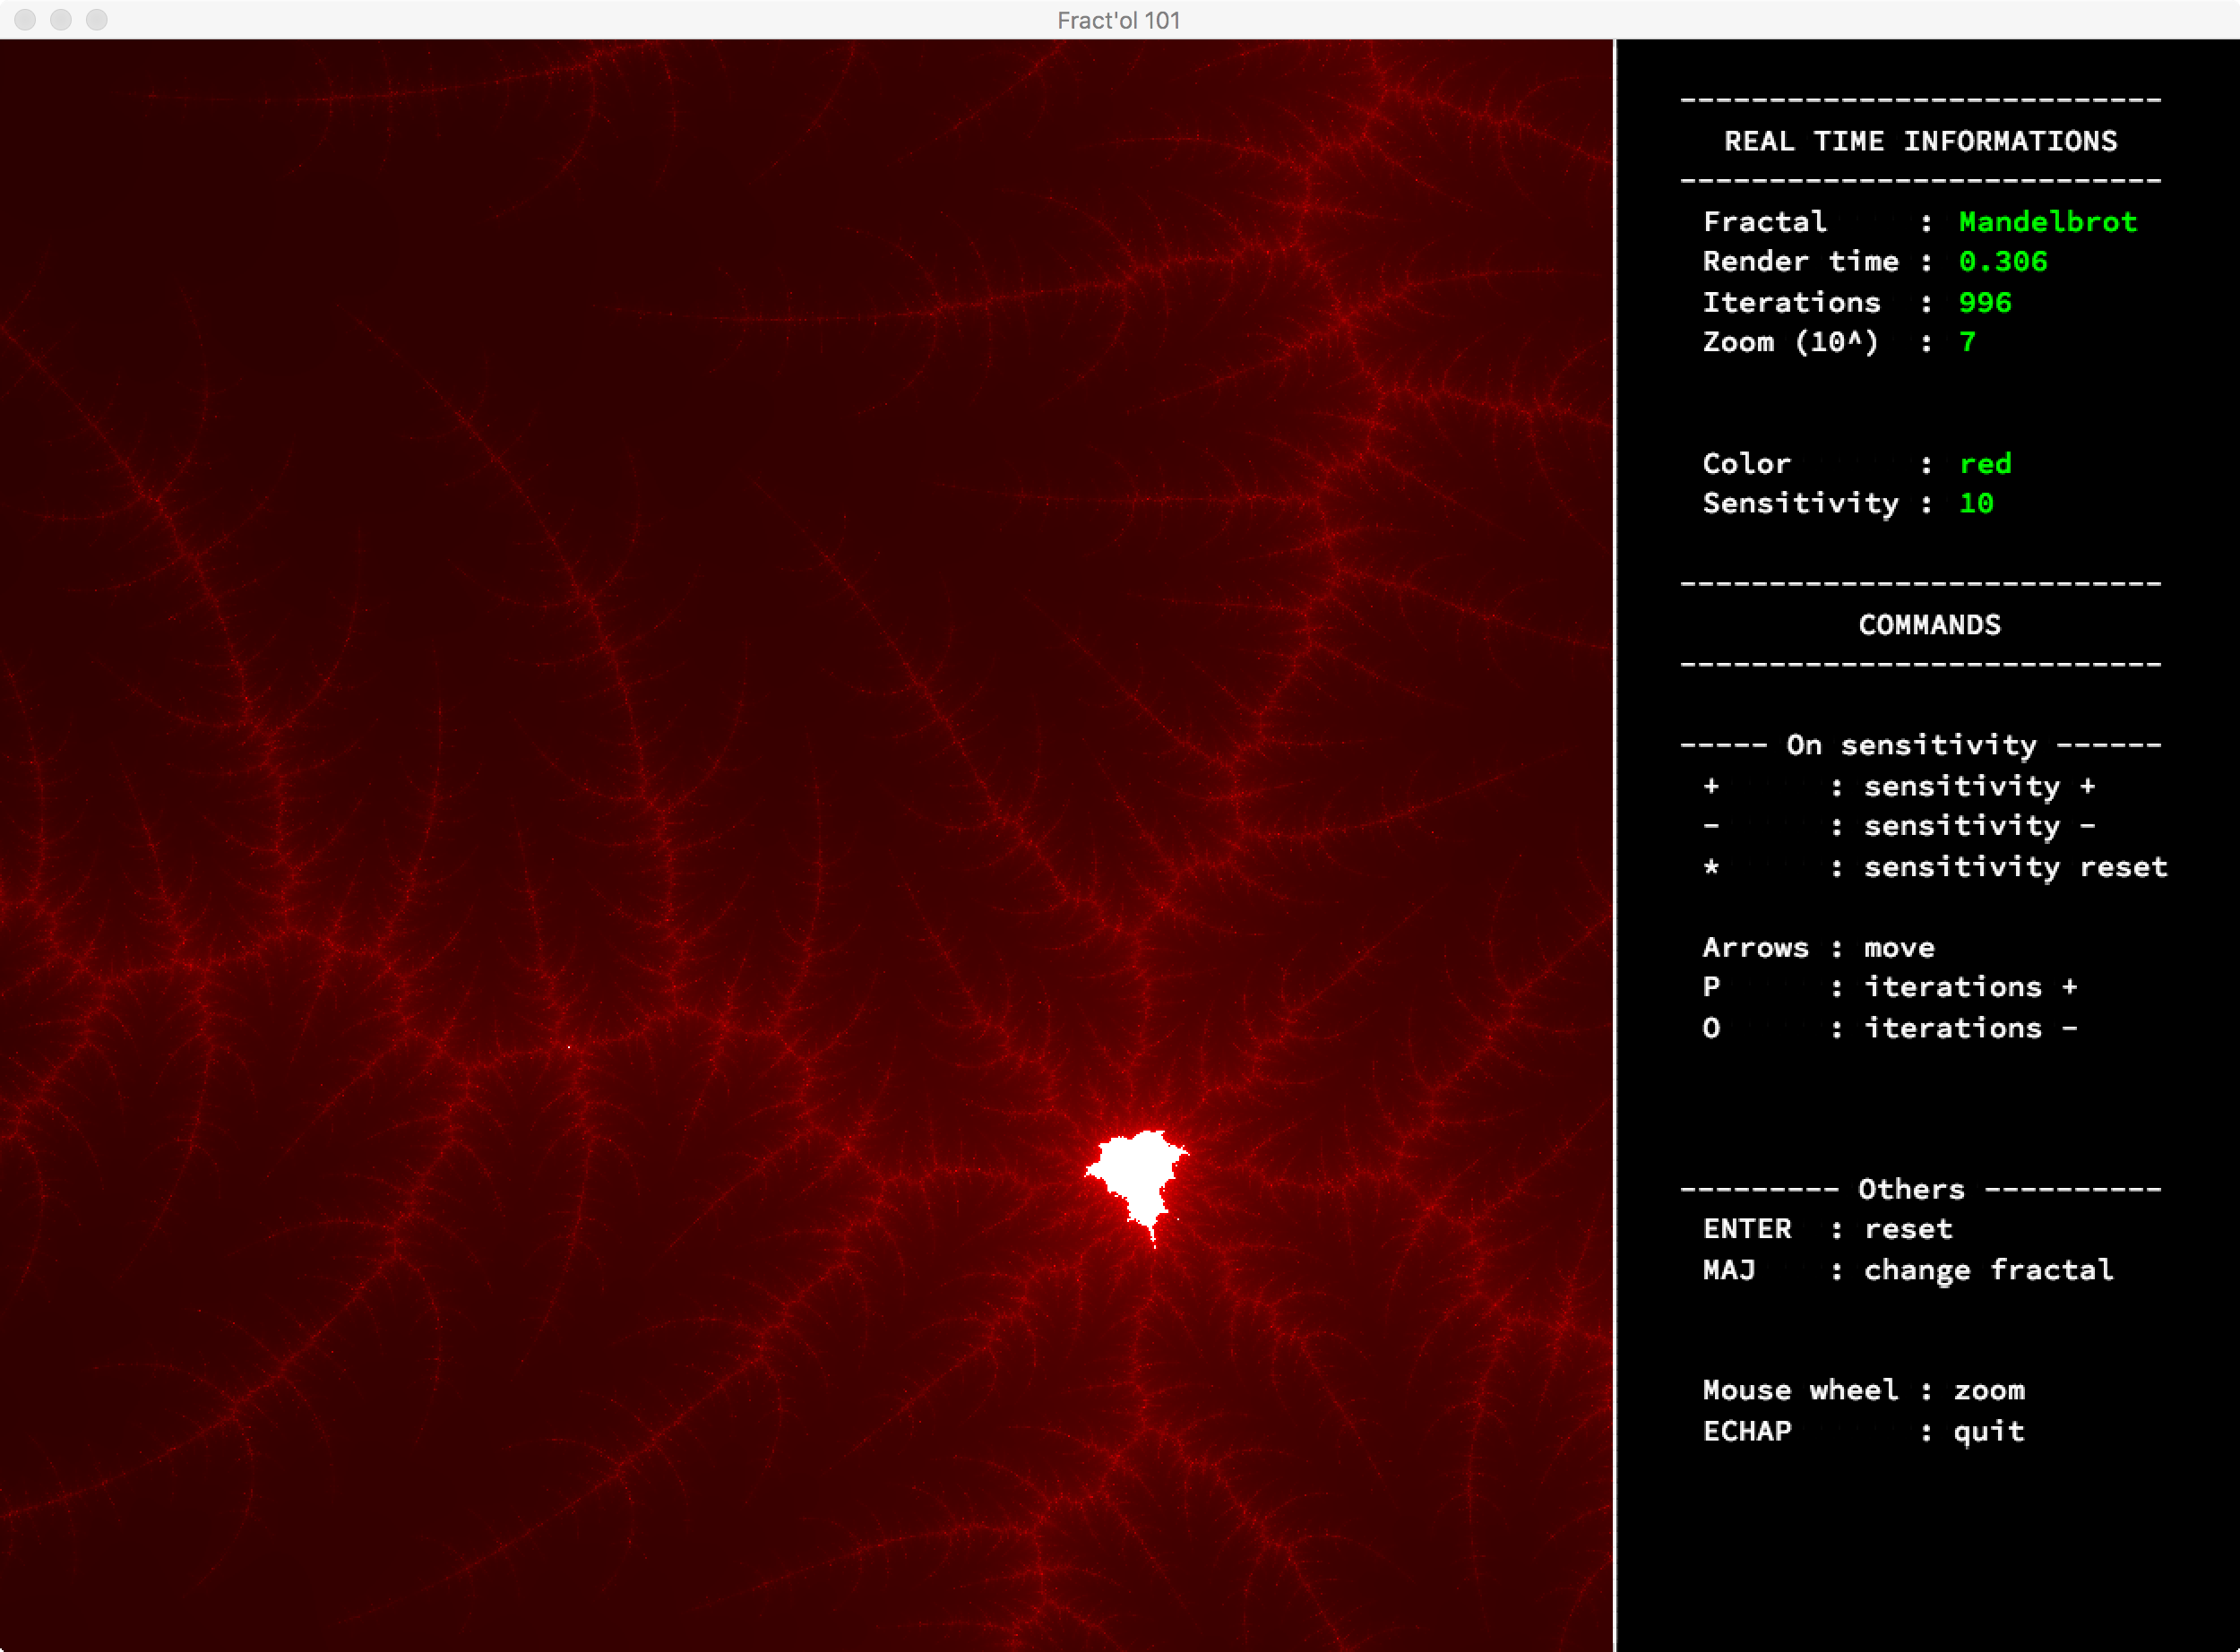 Fract'ol 101
---------------------------
REAL TIME INFORMATIONS
---------------------------
Fractal : Mandelbrot
Render time : 0.306
Iterations : 996
Zoom (10^) : 7
Color : red
Sensitivity : 10
---------------------------
COMMANDS
---------------------------
----- On sensitivity ------
+ : sensitivity +
- : sensitivity -
* : sensitivity reset
Arrows : move
P : iterations +
O : iterations -
--------- Others ----------
ENTER : reset
MAJ : change fractal
Mouse wheel : zoom
ECHAP : quit